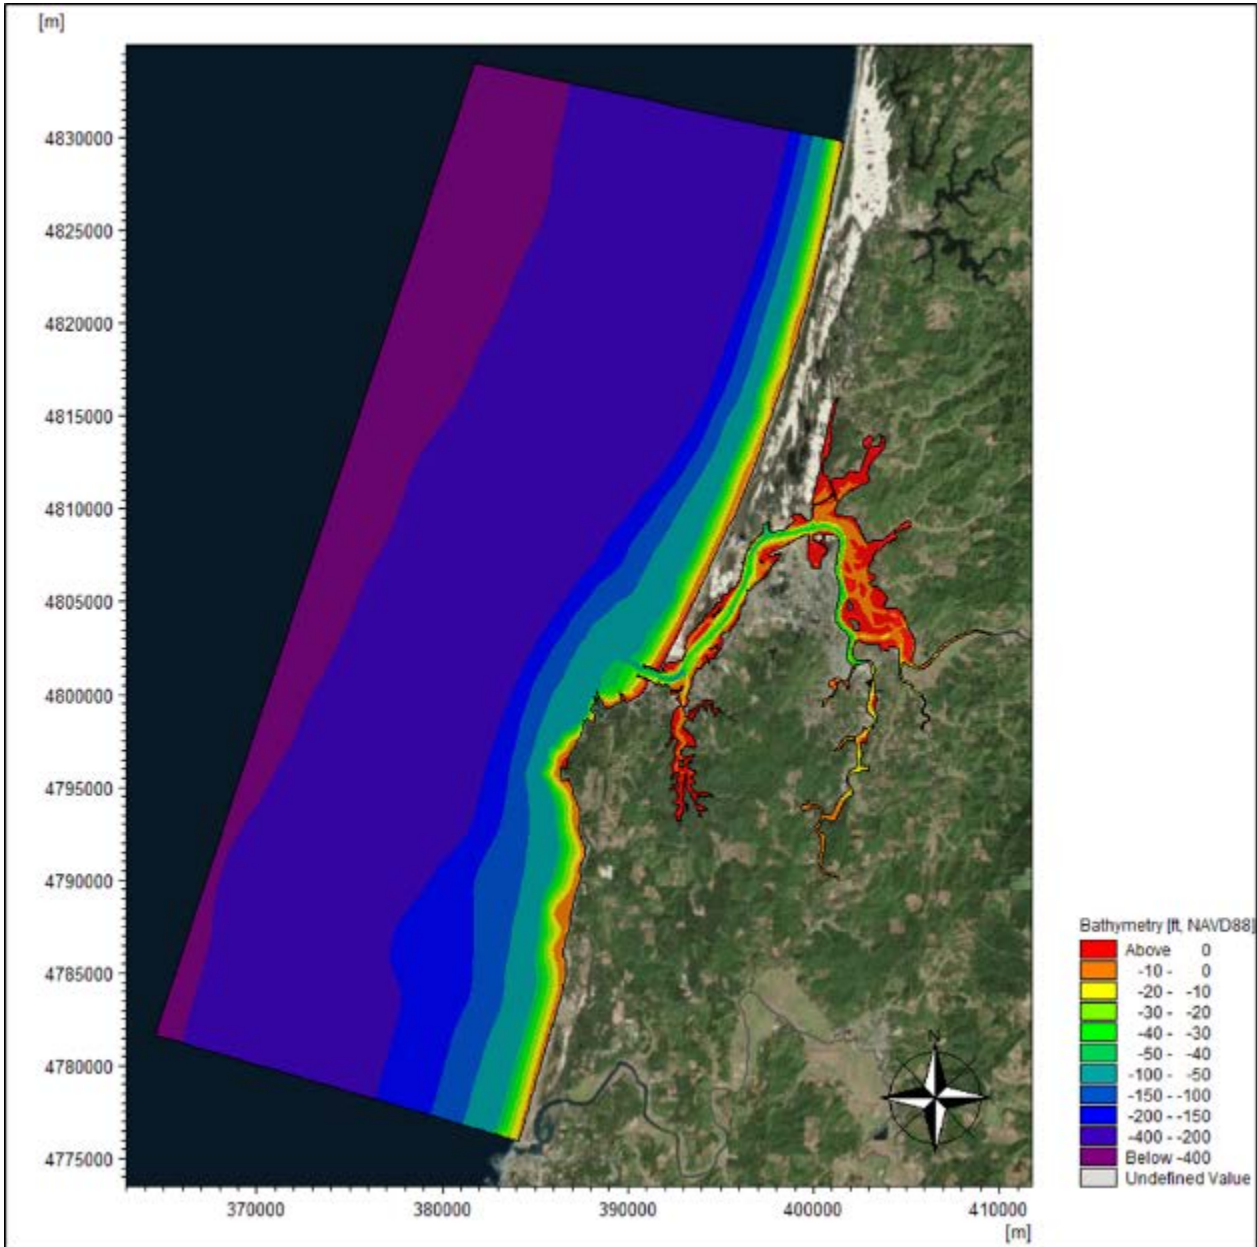 [m]
4830000
4825000
4820000
4815000
4810000
4805000
4800000
4795000
4790000
4785000
4780000
4775000
370000 380000 390000 400000 410000
[m]
N
Bathymetry [ft, NAVD88]
Above 0
-10 - 0
-20 - -10
-30 - -20
-40 - -30
-50 - -40
-100 - -50
-150 - -100
-200 - -150
-400 - -200
Below -400
Undefined Value